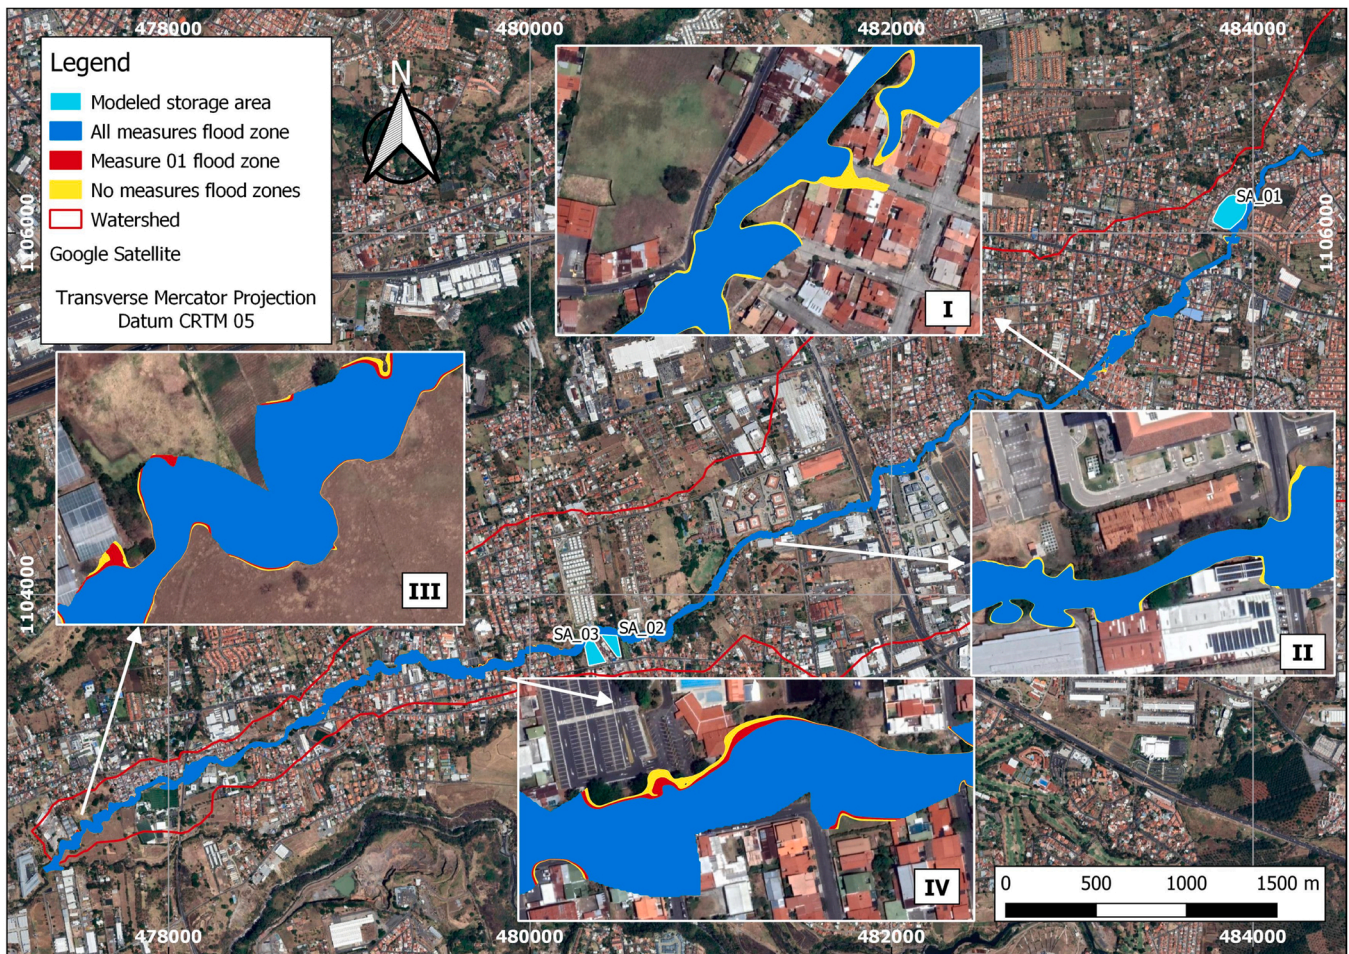 478000
480000
482000
484000
Legend
Modeled storage area
All measures flood zone
Measure 01 flood zone
No measures flood zones
Watershed
Google Satellite
Transverse Mercator Projection
Datum CRTM 05
N
1106000
1106000
SA_01
I
III
1104000
II
SA_03
SA_02
IV
0 500 1000 1500 m
478000
480000
482000
484000